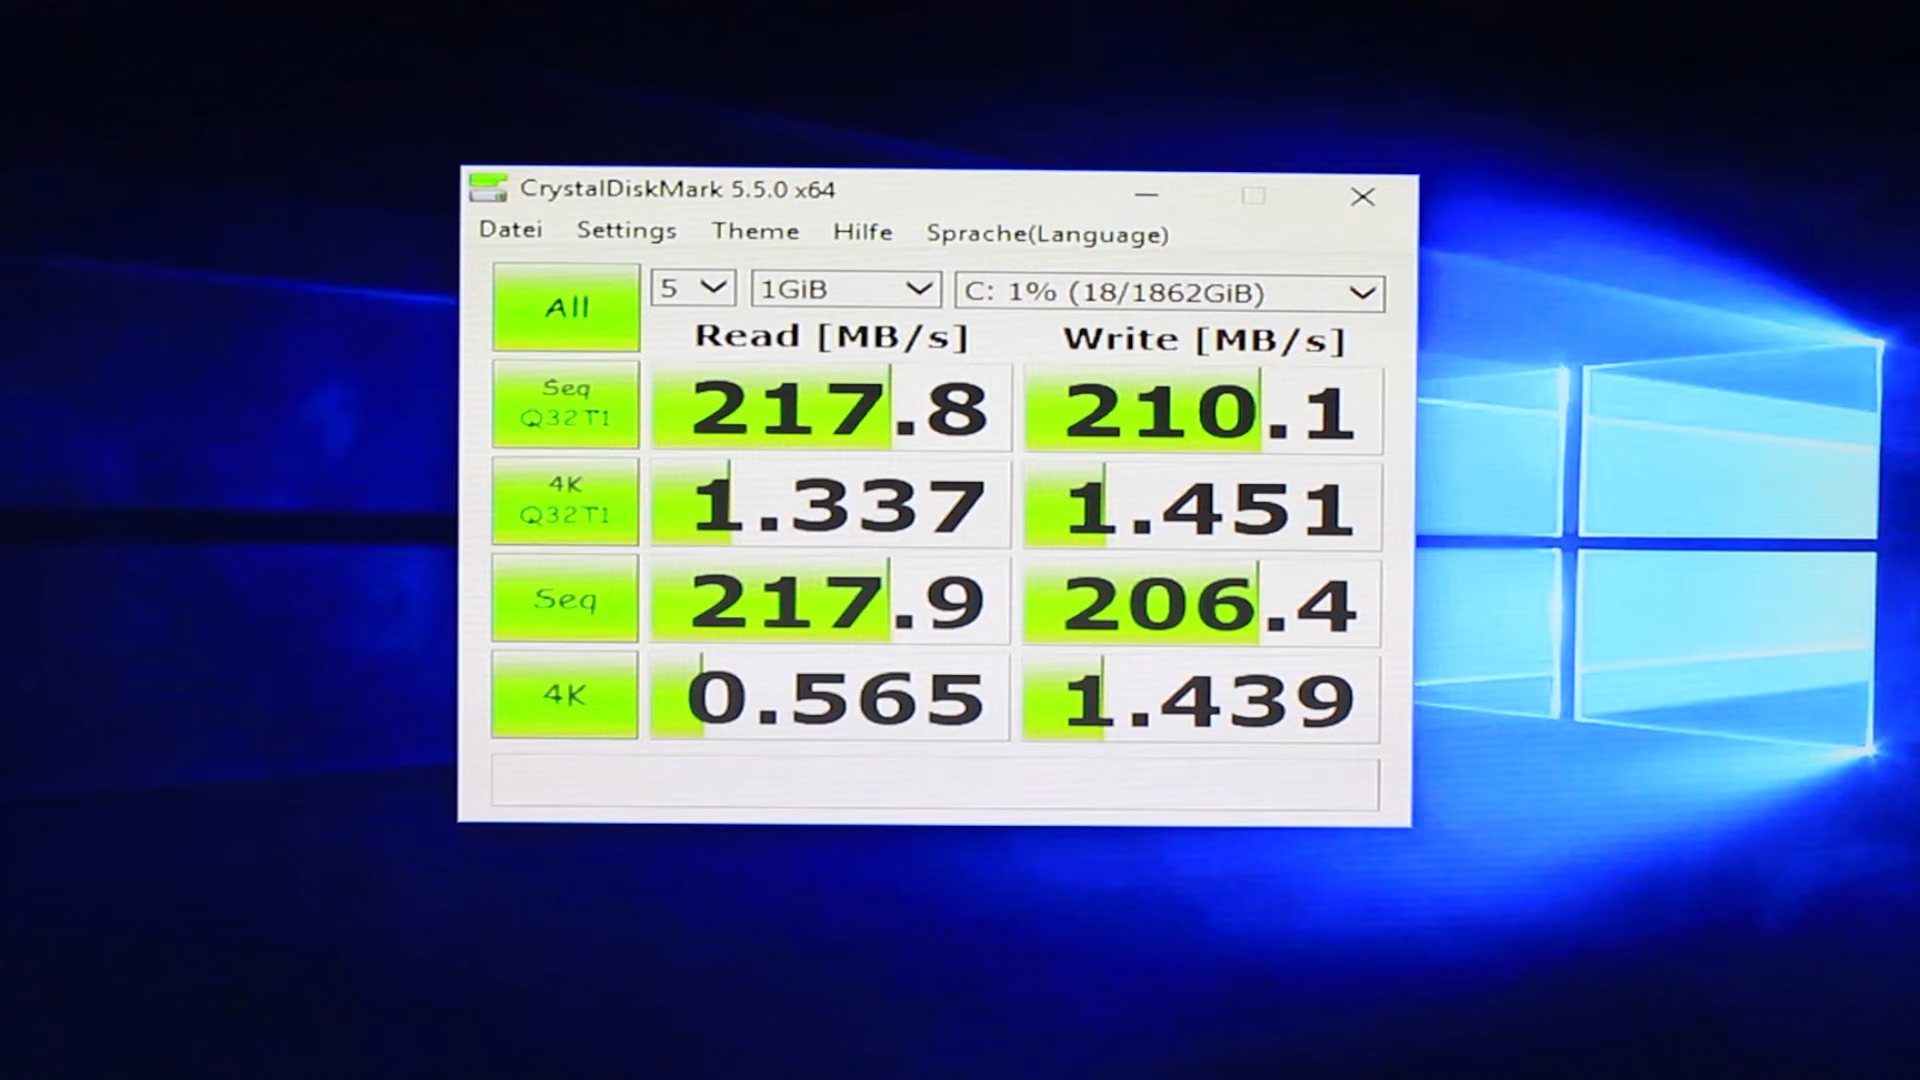 CrystalDiskMark 5.5.0 x64
Datei Settings Theme Hilfe Sprache(Language)
All 5 1GiB C: 1% (18/1862GiB)
Read [MB/s] Write [MB/s]
Seq
Q32T1 217.8 210.1
4K
Q32T1 1.337 1.451
Seq 217.9 206.4
4K 0.565 1.439